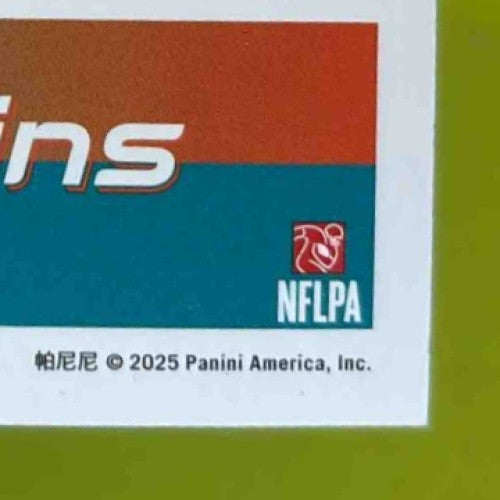 ins
NFLPA
帕尼尼 © 2025 Panini America, Inc.